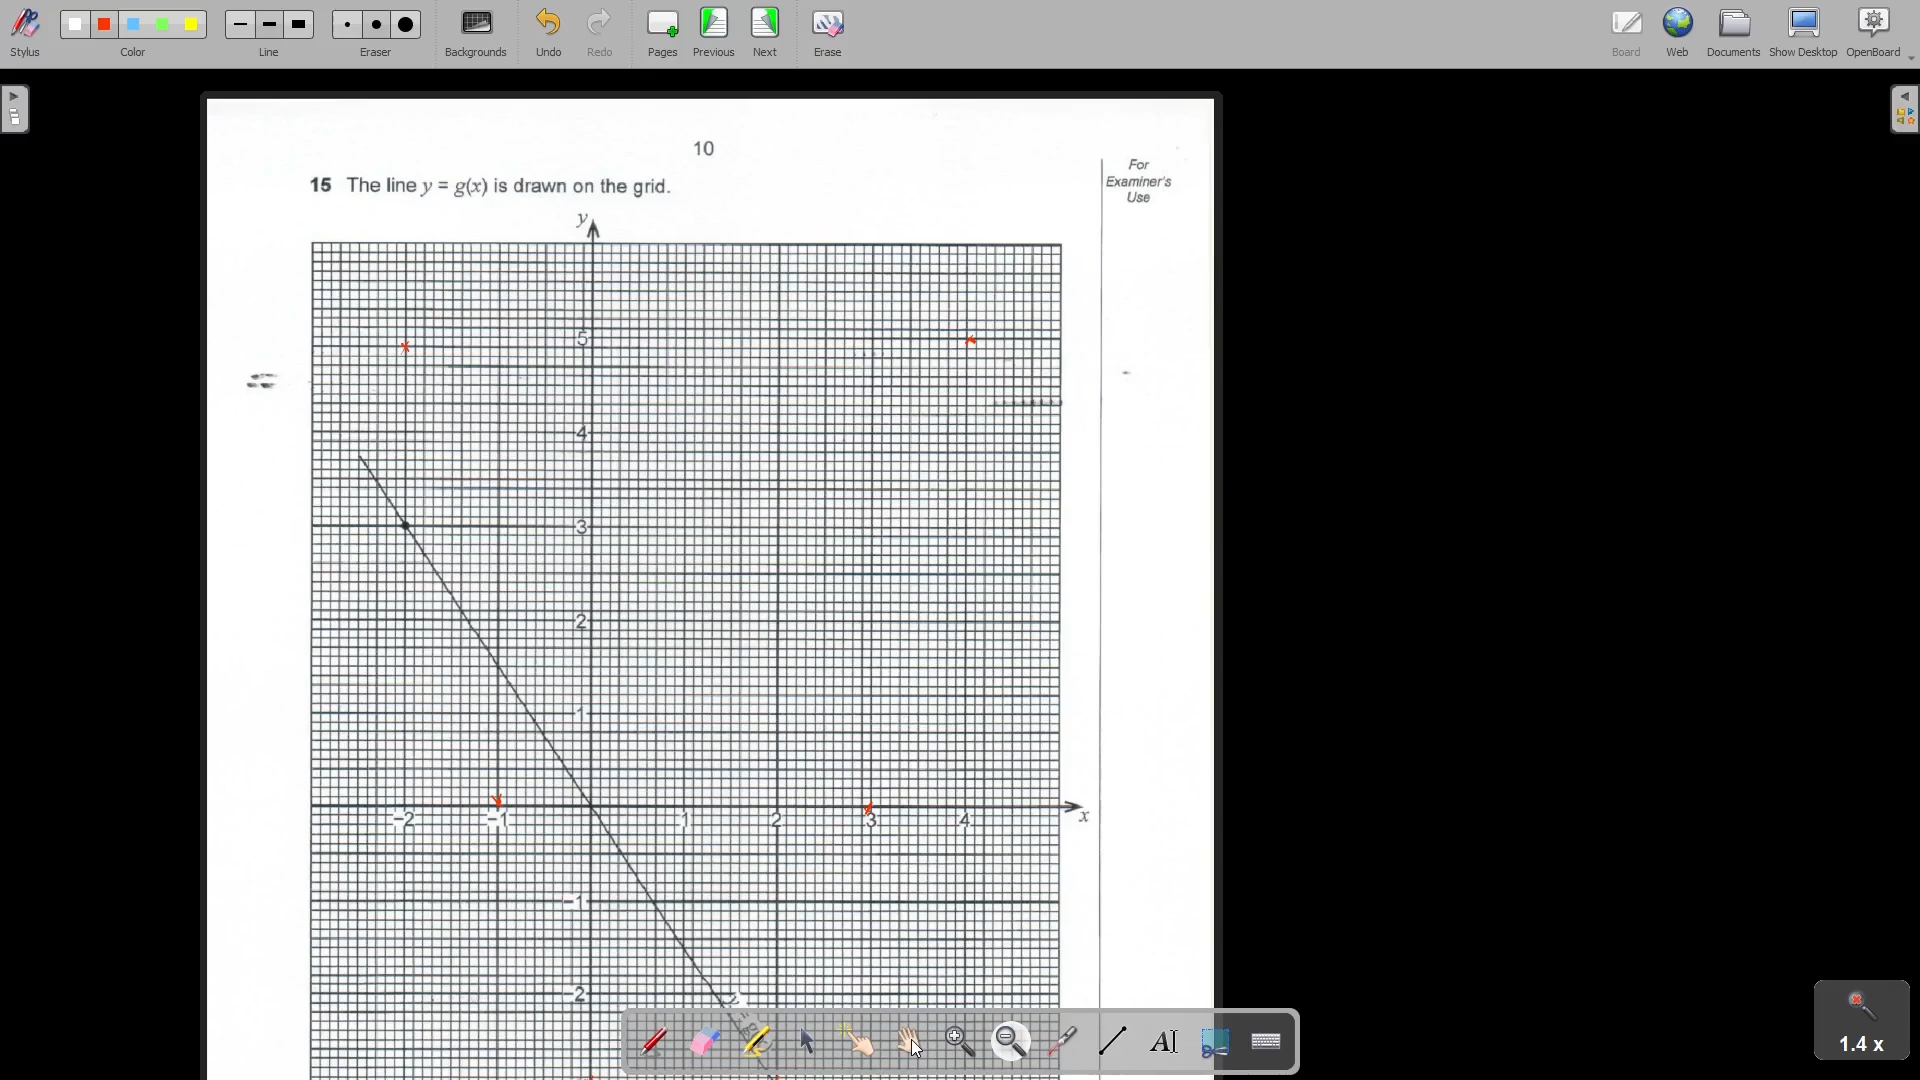 Stylus
Color
Line
Eraser
Backgrounds
Undo
Redo
Pages
Previous
Next
Erase
Board
Web
Documents
Show Desktop
OpenBoard
10
For
Examiner's
Use
15 The line y = g(x) is drawn on the grid.
y
5
4
3
2
1
-2 -1 1 2 3 4 x
-1
-2
AI
1.4 x